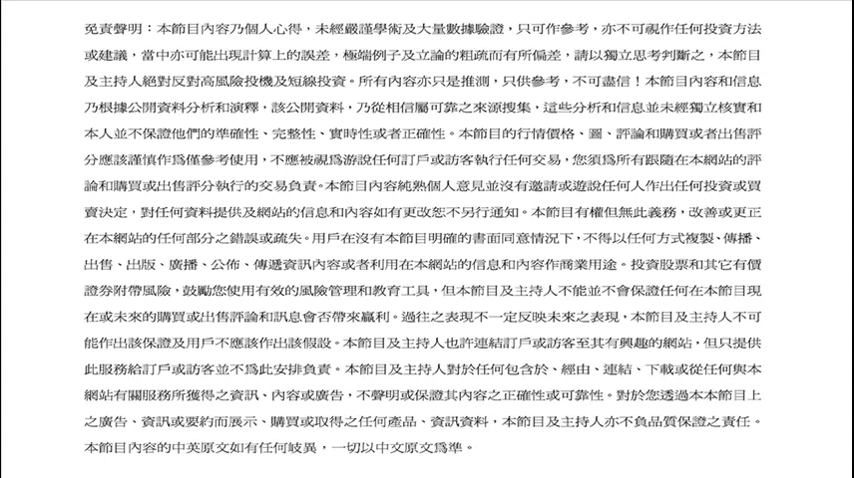 免責聲明：本節目內容乃個人心得，未經嚴謹學術及大量數據驗證，只可作參考，亦不可視作任何投資方法
或建議，當中亦可能出現計算上的誤差，極端例子及立論的粗疏而有所偏差，請以獨立思考判斷之，本節目
及主持人絕對反對高風險投機及短線投資。所有內容亦只是推測，只供參考，不可盡信！本節目內容和信息
乃根據公開資料分析和演釋，該公開資料，乃從相信屬可靠之來源搜集，這些分析和信息並未經獨立核實和
本人並不保證他們的準確性、完整性、實時性或者正確性。本節目的行情價格、圖、評論和購買或者出售評
分應該謹慎作爲僅參考使用，不應被視爲游說任何訂戶或訪客執行任何交易，您須爲所有跟隨在本網站的評
論和購買或出售評分執行的交易負責。本節目內容純熟個人意見並沒有邀請或遊說任何人作出任何投資或買
賣決定，對任何資料提供及網站的信息和內容如有更改恕不另行通知。本節目有權但無此義務，改善或更正
在本網站的任何部分之錯誤或疏失。用戶在沒有本節目明確的書面同意情況下，不得以任何方式複製、傳播、
出售、出版、廣播、公佈、傳遞資訊內容或者利用在本網站的信息和內容作商業用途。投資股票和其它有價
證券附帶風險，鼓勵您使用有效的風險管理和教育工具，但本節目及主持人不能並不會保證任何在本節目現
在或未來的購買或出售評論和訊息會否帶來贏利。過往之表現不一定反映未來之表現，本節目及主持人不可
能作出該保證及用戶不應該作出該假設。本節目及主持人也許連結訂戶或訪客至其有興趣的網站，但只提供
此服務給訂戶或訪客並不爲此安排負責。本節目及主持人對於任何包含於、經由、連結、下載或從任何與本
網站有關服務所獲得之資訊、內容或廣告，不聲明或保證其內容之正確性或可靠性。對於您透過本本節目上
之廣告、資訊或要約而展示、購買或取得之任何產品、資訊資料，本節目及主持人亦不負品質保證之責任。
本節目內容的中英原文如有任何岐異，一切以中文原文爲準。